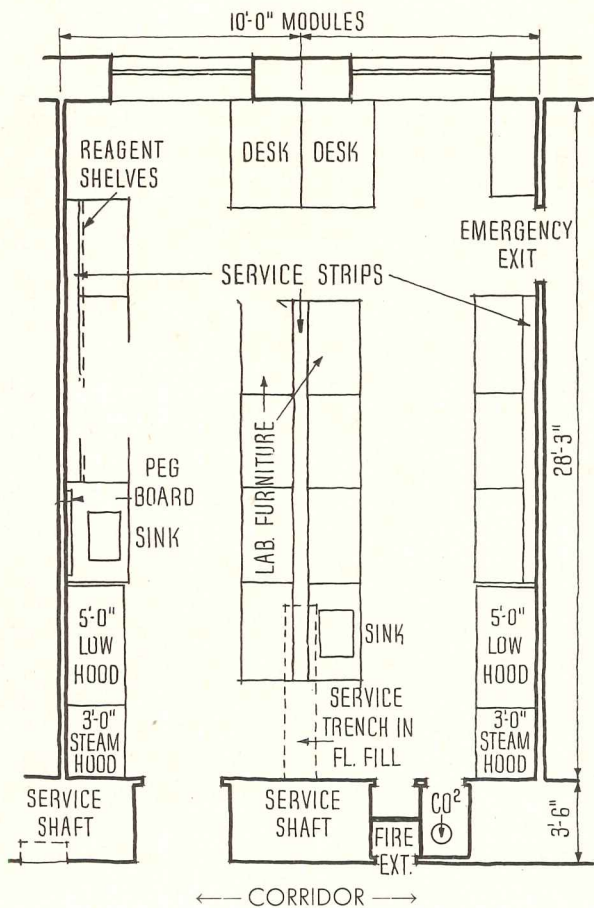 10'-0" MODULES
REAGENT
SHELVES
DESK
DESK
EMERGENCY
EXIT
SERVICE STRIPS
LAB. FURNITURE
28'-3"
PEG
BOARD
SINK
5'-0"
LOW
HOOD
3'-0"
STEAM
HOOD
SINK
SERVICE
TRENCH IN
FL. FILL
5'-0"
LOW
HOOD
3'-0"
STEAM
HOOD
SERVICE
SHAFT
SERVICE
SHAFT
FIRE
EXT.
CO²
3'-6"
CORRIDOR